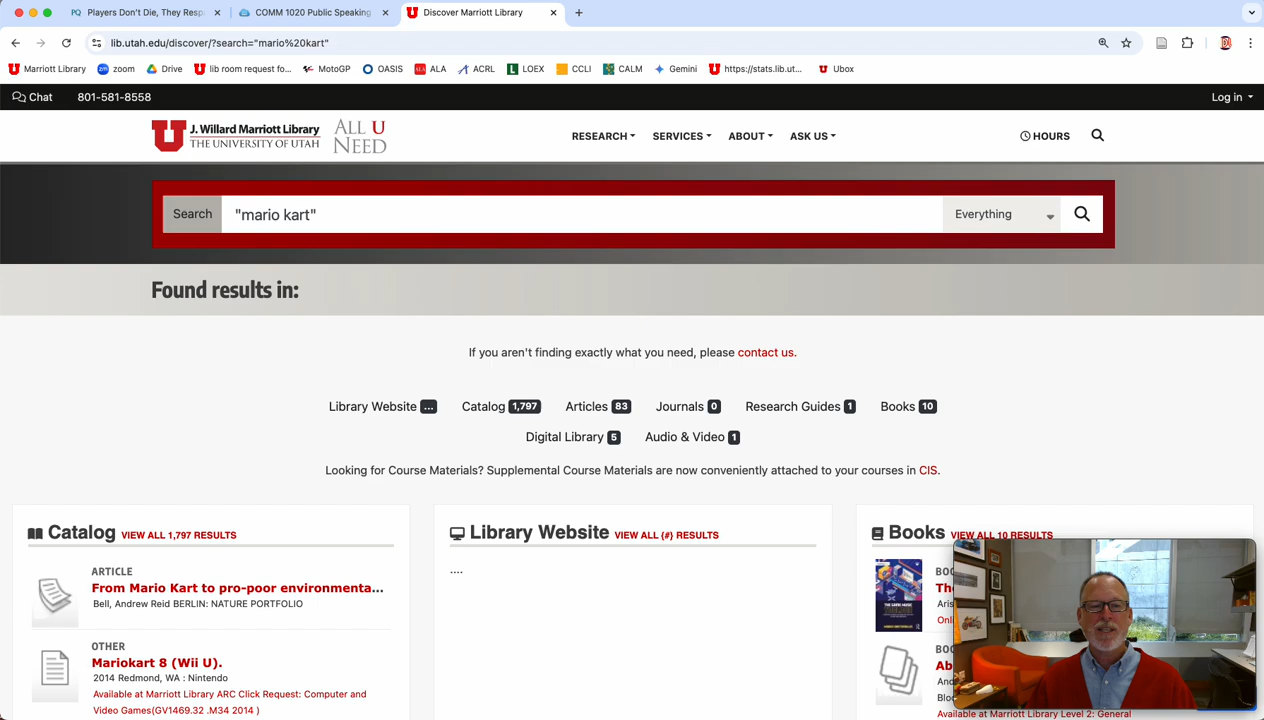 Players Don't Die, They Resp
COMM 1020 Public Speaking
Discover Marriott Library
lib.utah.edu/discover/?search="mario%20kart"
Marriott Library
zoom
Drive
lib room request fo...
MotoGP
OASIS
ALA
ACRL
LOEX
CCLI
CALM
Gemini
https://stats.lib.ut...
Ubox
Chat
801-581-8558
Log in
J. Willard Marriott Library
THE UNIVERSITY OF UTAH
ALL U NEED
RESEARCH
SERVICES
ABOUT
ASK US
HOURS
Search
"mario kart"
Everything
Found results in:
If you aren't finding exactly what you need, please contact us.
Library Website ...
Catalog 1,797
Articles 83
Journals 0
Research Guides 1
Books 10
Digital Library 5
Audio & Video 1
Looking for Course Materials? Supplemental Course Materials are now conveniently attached to your courses in CIS.
Catalog VIEW ALL 1,797 RESULTS
ARTICLE
From Mario Kart to pro-poor environmenta...
Bell, Andrew Reid BERLIN: NATURE PORTFOLIO
OTHER
Mariokart 8 (Wii U).
2014 Redmond, WA : Nintendo
Available at Marriott Library ARC Click Request: Computer and
Video Games(GV1469.32 .M34 2014 )
Library Website VIEW ALL {#} RESULTS
....
Books VIEW ALL 10 RESULTS
Available at Marriott Library Level 2: General